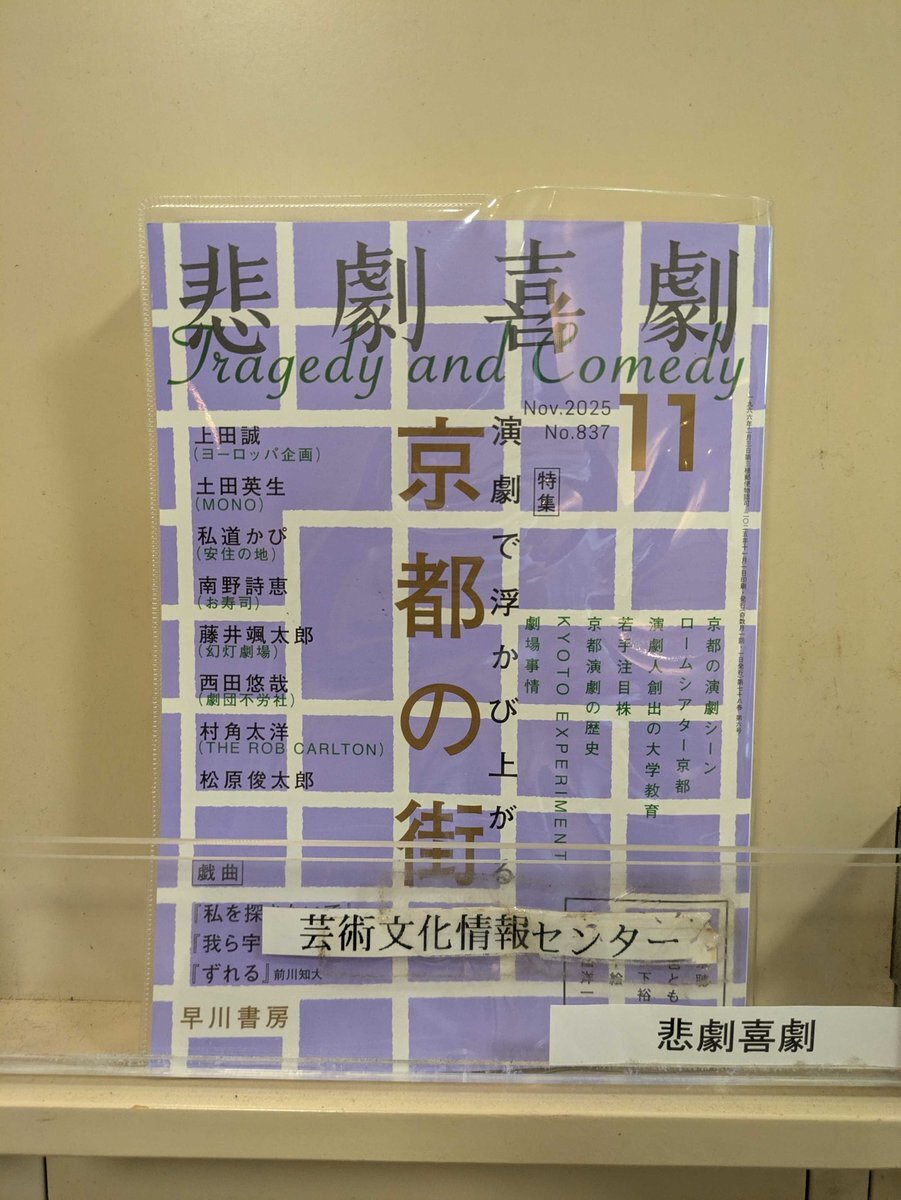 悲劇喜劇
Tragedy and Comedy
Nov.2025
No.837
11
特集
演劇で浮かび上がる
京都の街
上田誠
(ヨーロッパ企画)
土田英生
(MONO)
私道かぴ
(安住の地)
南野詩恵
(お寿司)
藤井颯太郎
(幻灯劇場)
西田悠哉
(劇団不労社)
村角太洋
(THE ROB CARLTON)
松原俊太郎
京都の演劇シーン
ロームシアター京都
演劇人創出の大学教育
若手注目株
京都演劇の歴史
KYOTO EXPERIMENT
劇場事情
戯曲
『私を探
『我ら宇
『ずれる』前川知大
早川書房
芸術文化情報センター
悲劇喜劇